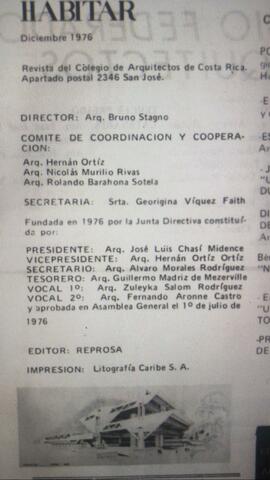 HABITAR
Diciembre 1976
Revista del Colegio de Arquitectos de Costa Rica.
Apartado postal 2346 San José.
DIRECTOR: Arq. Bruno Stagno
COMITE DE COORDINACION Y COOPERA-
CION:
Arq. Hernán Ortíz
Arq. Nicolás Murilio Rivas
Arq. Rolando Barahona Sotela
SECRETARIA: Srta. Georigina Víquez Faith
Fundada en 1976 por la Junta Directiva constituí-
da por:
PRESIDENTE: Arq. José Lüis Chasí Midence
VICEPRESIDENTE: Arq. Hernán Ortíz Ortíz
SECRETARIO: Arq. Alvaro Morales Rodríguez
TESORERO: Arq. Guillermo Madriz de Mezerville
VOCAL 1º: Arq. Zuleyka Salom Rodríguez
VOCAL 2º: Arq. Fernando Aronne Castro
y aprobada en Asamblea General el 1º de julio de
1976
EDITOR: REPROSA
IMPRESION: Litografía Caribe S. A.